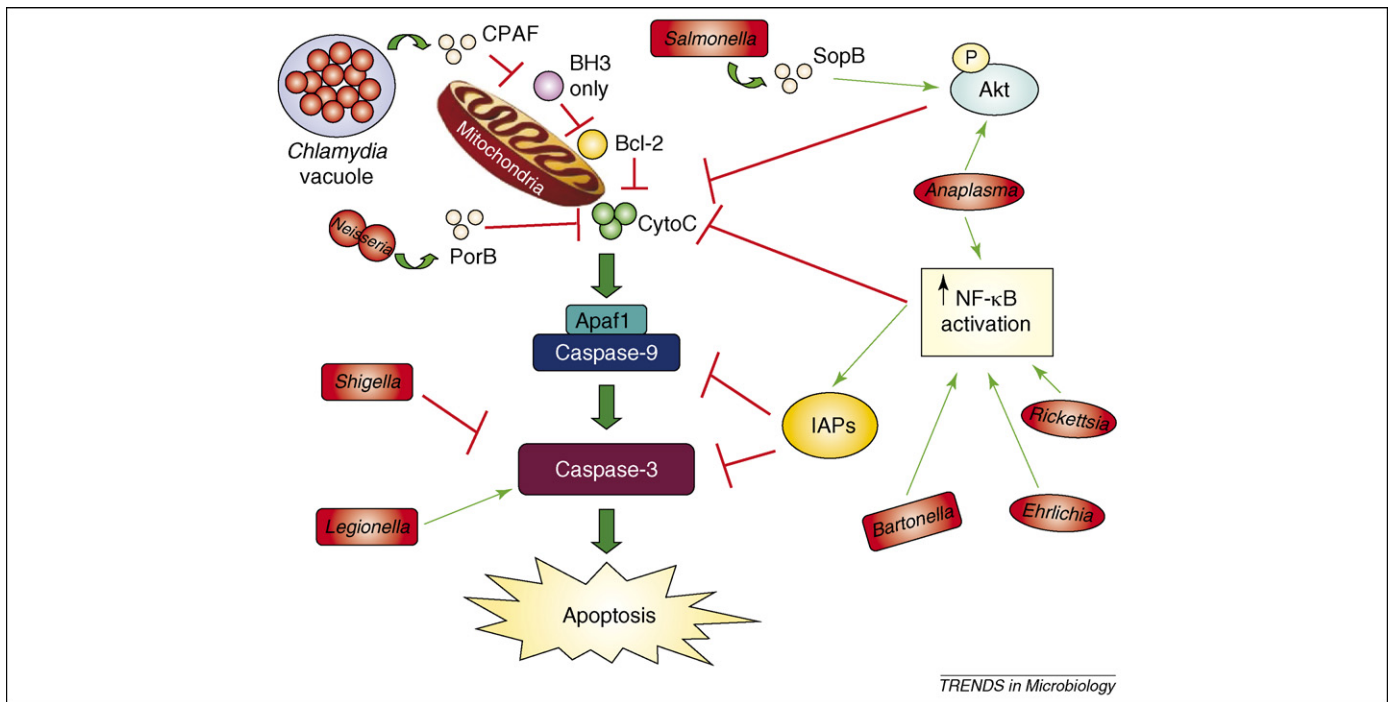 CPAF
BH3
only
Chlamydia
vacuole
Mitochondria
Bcl-2
Salmonella
SopB
P
Akt
Neisseria
PorB
CytoC
Anaplasma
NF-κB
activation
Apaf1
Caspase-9
Shigella
IAPs
Rickettsia
Caspase-3
Legionella
Bartonella
Ehrlichia
Apoptosis
TRENDS in Microbiology